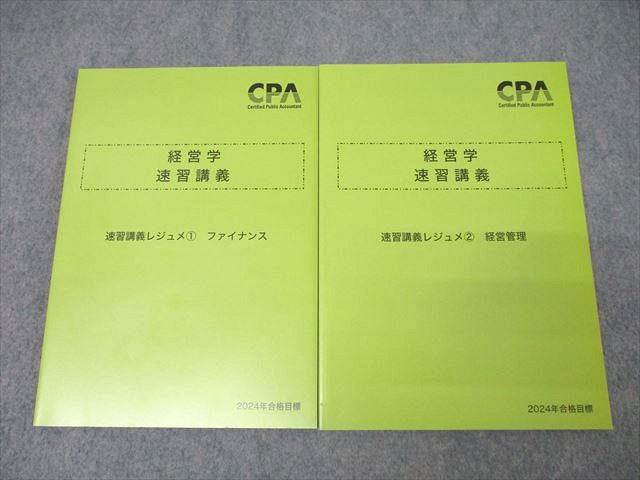 CPA
Certified Public Accountant
経営学
速習講義
速習講義レジュメ① ファイナンス
2024年合格目標
CPA
Certified Public Accountant
経営学
速習講義
速習講義レジュメ② 経営管理
2024年合格目標